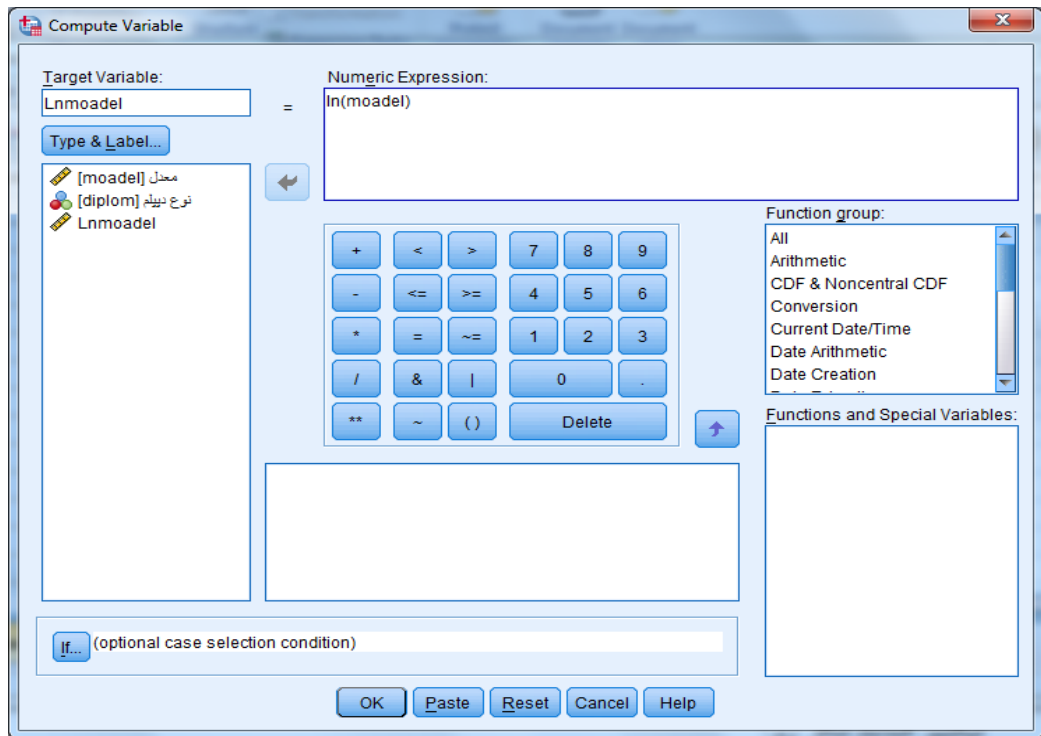 Compute Variable
Target Variable:
Lnmoadel
=
Numeric Expression:
ln(moadel)
Type & Label...
معدل [moadel]
نوع دیپلم [diplom]
Lnmoadel
+ < > 7 8 9
- <= >= 4 5 6
* = ~= 1 2 3
/ & | 0 .
** ~ ( ) Delete
Function group:
All
Arithmetic
CDF & Noncentral CDF
Conversion
Current Date/Time
Date Arithmetic
Date Creation
Functions and Special Variables:
If... (optional case selection condition)
OK Paste Reset Cancel Help